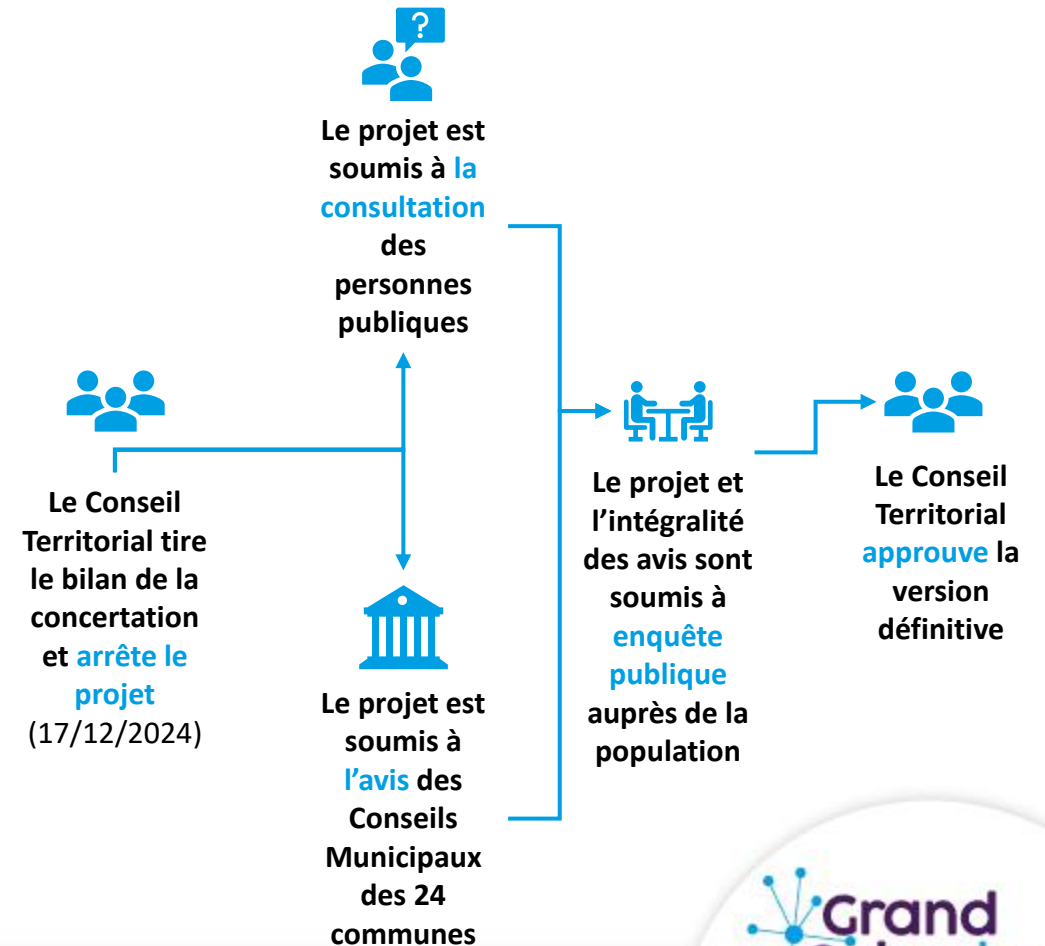 ?
Le projet est
soumis à la
consultation
des
personnes
publiques
Le Conseil
Territorial tire
le bilan de la
concertation
et arrête le
projet
(17/12/2024)
Le projet est
soumis à
l’avis des
Conseils
Municipaux
des 24
communes
Le projet et
l’intégralité
des avis sont
soumis à
enquête
publique
auprès de la
population
Le Conseil
Territorial
approuve la
version
définitive
Grand